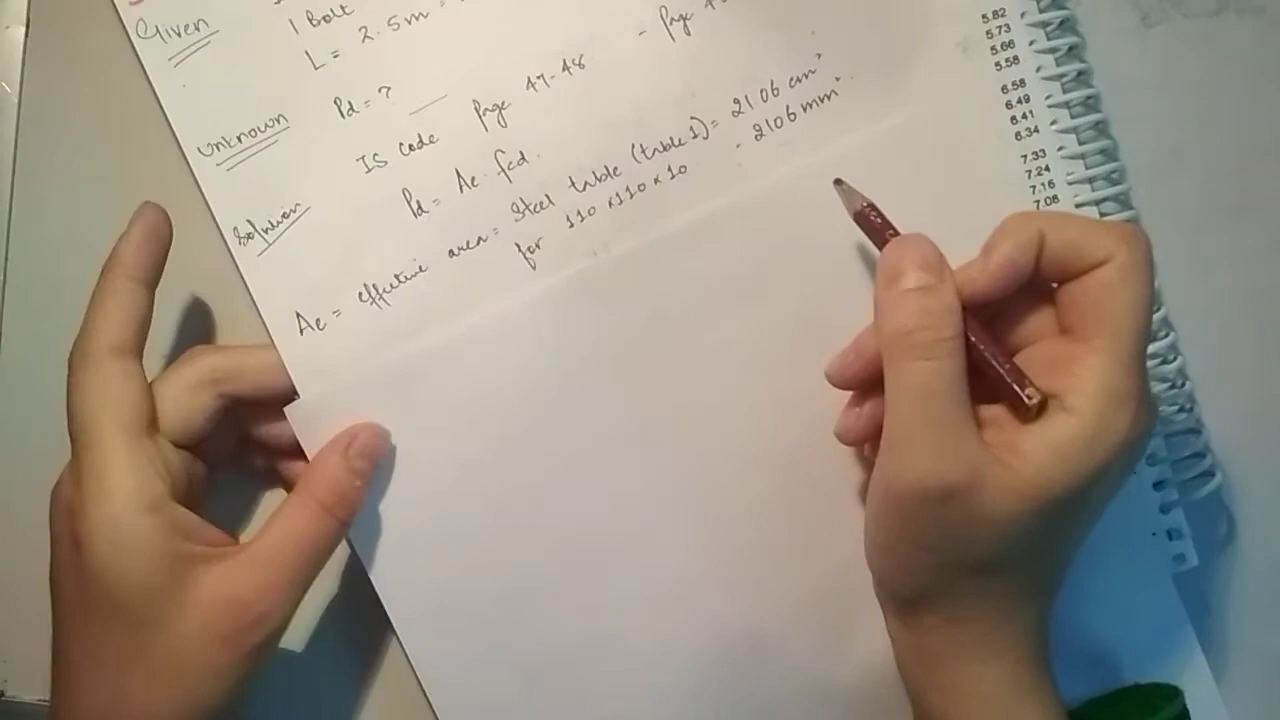 Given
1 Bolt
L = 2.5m
Unknown
Pd = ?
Solution
IS code Page 47-48 - Page
Pd = Ae. fcd.
Ae = effective area = Steel table (table 1) = 21.06 cm²
for 110 x 110 x 10 = 2106 mm².
5.82
5.73
5.66
5.58
6.58
6.49
6.41
6.34
7.33
7.24
7.16
7.08